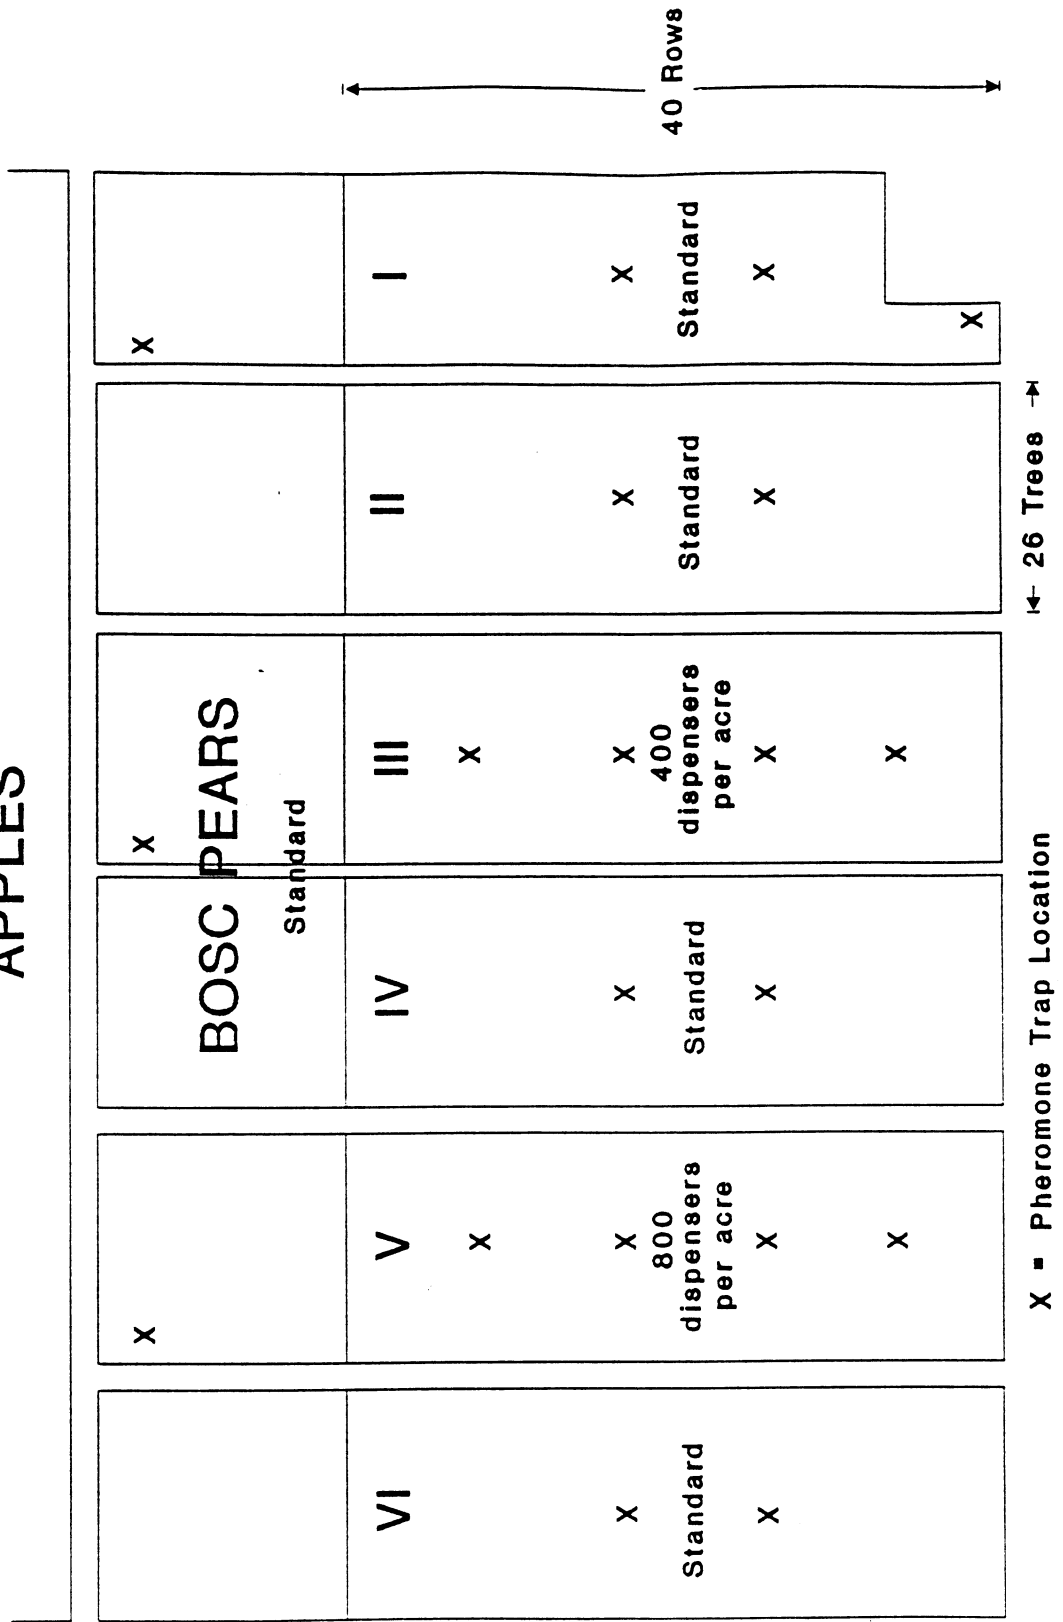 APPLES
X
X
X
BOSC PEARS
Standard
VI
V
IV
III
II
I
X
X
X
X
X
X
X
X
Standard
800
dispensers
per acre
Standard
400
dispensers
per acre
Standard
Standard
X
X
X
X
X
X
X
X
X
40 Rows
X = Pheromone Trap Location
26 Trees